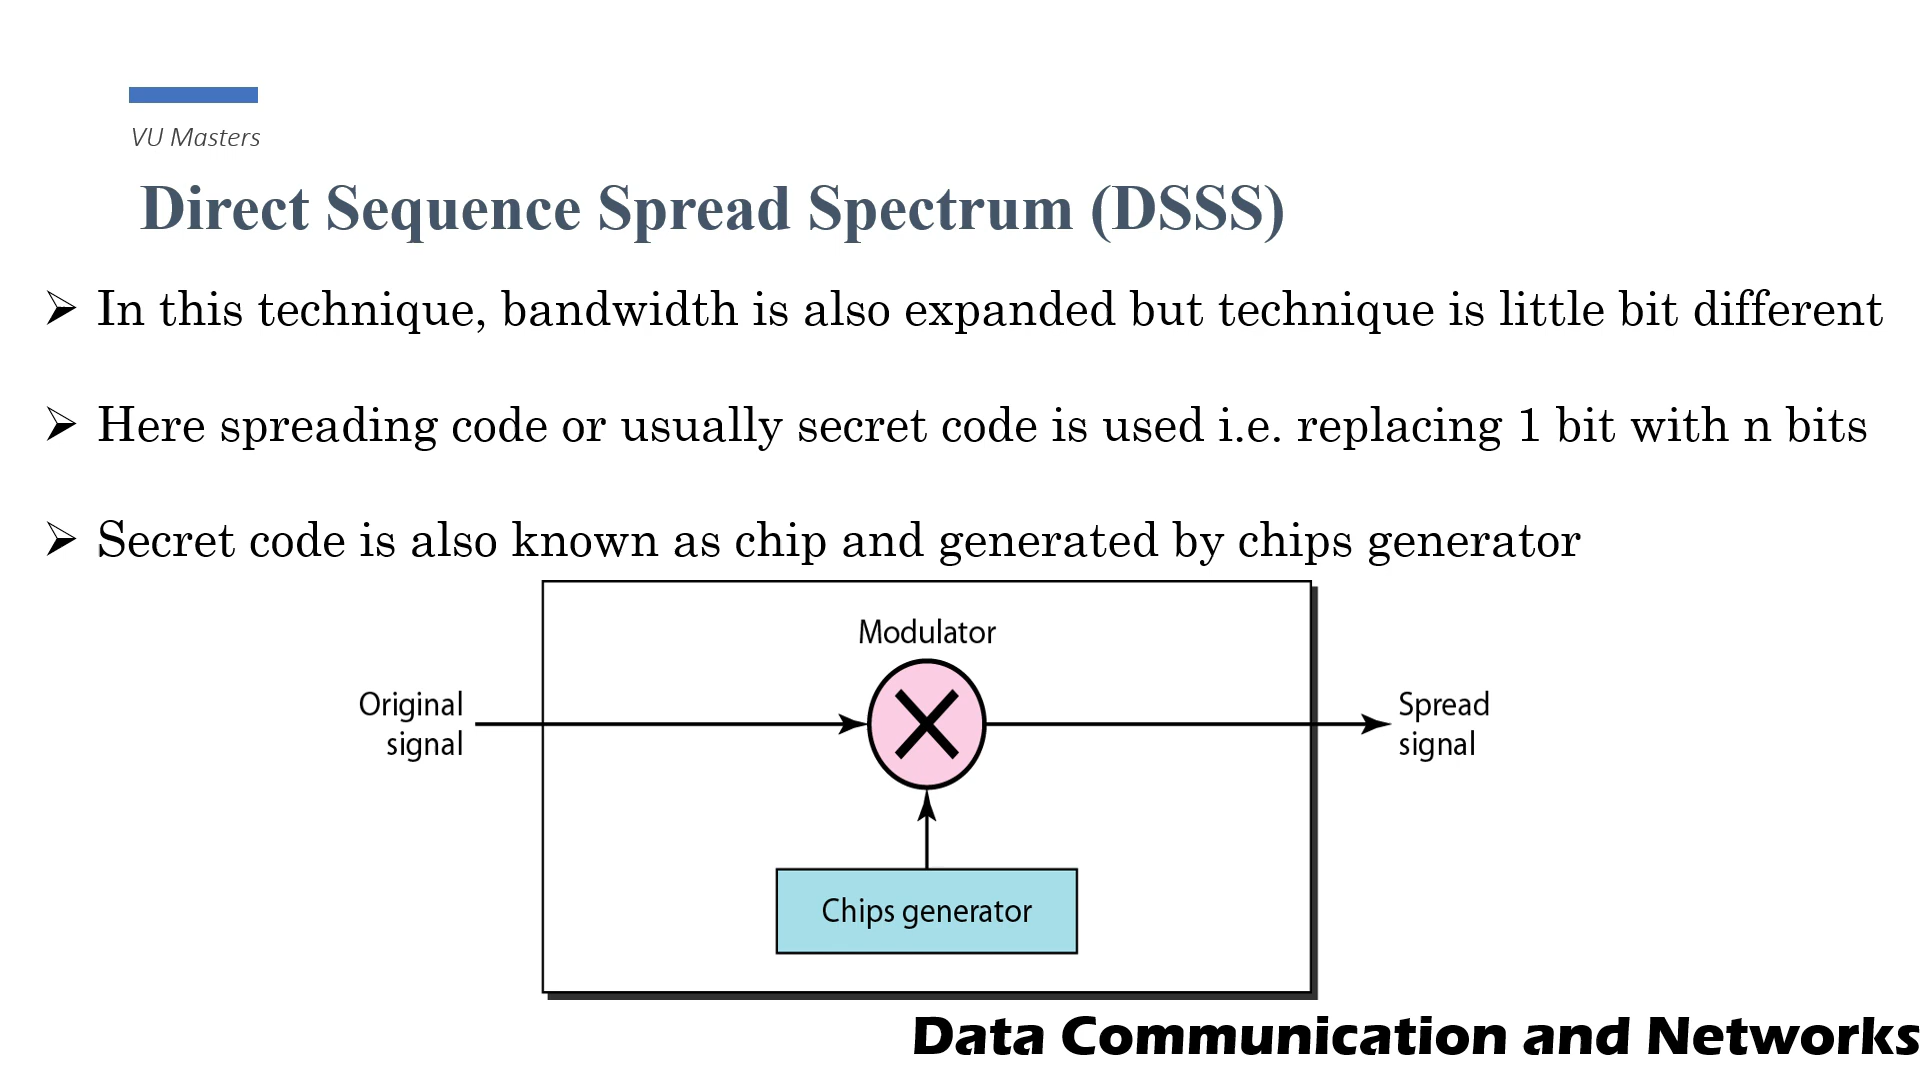 VU Masters
Direct Sequence Spread Spectrum (DSSS)
➢ In this technique, bandwidth is also expanded but technique is little bit different
➢ Here spreading code or usually secret code is used i.e. replacing 1 bit with n bits
➢ Secret code is also known as chip and generated by chips generator
Modulator
Original
signal
Spread
signal
Chips generator
Data Communication and Networks